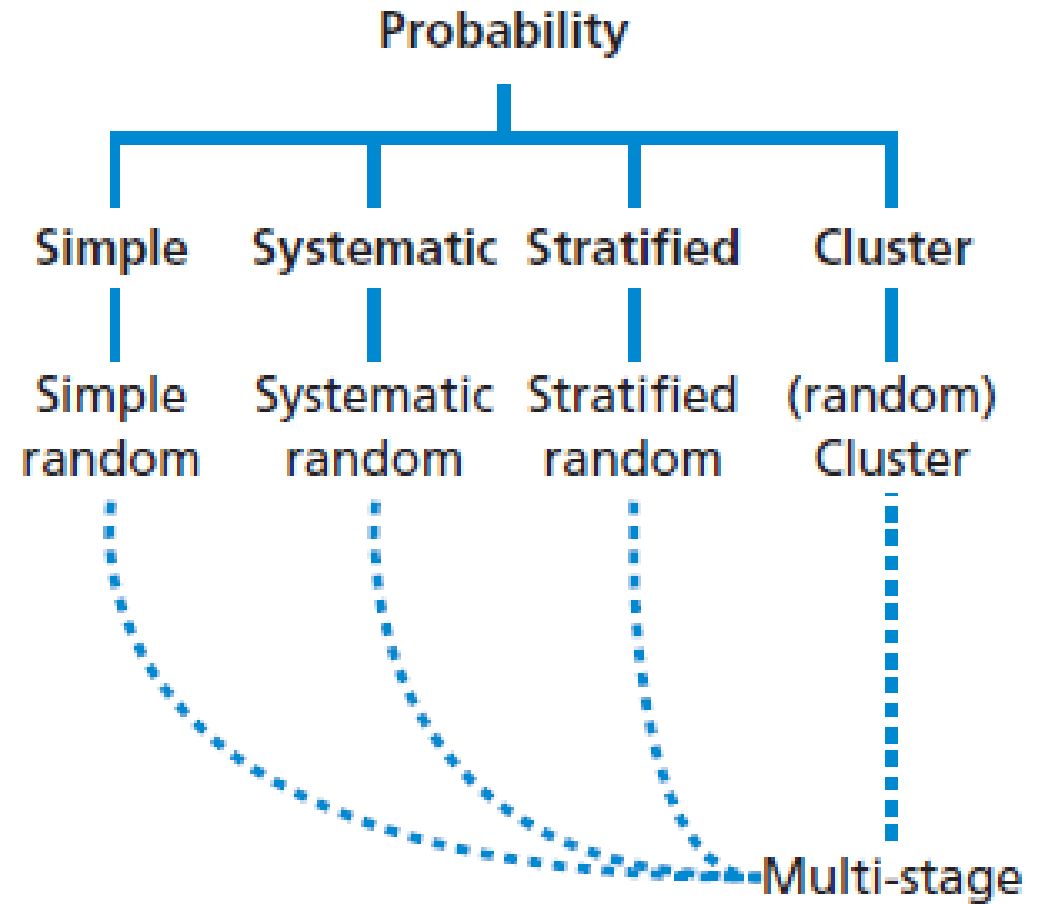 Probability
Simple Systematic Stratified Cluster
Simple random
Systematic random
Stratified random
(random) Cluster
Multi-stage